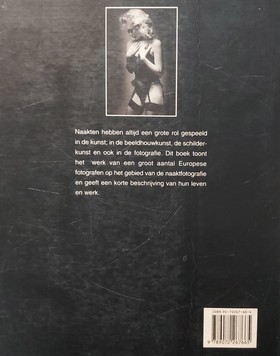 Naakten hebben altijd een grote rol gespeeld
in de kunst; in de beeldhouwkunst, de schilder-
kunst en ook in de fotografie. Dit boek toont
het werk van een groot aantal Europese
fotografen op het gebied van de naaktfotografie
en geeft een korte beschrijving van hun leven
en werk.